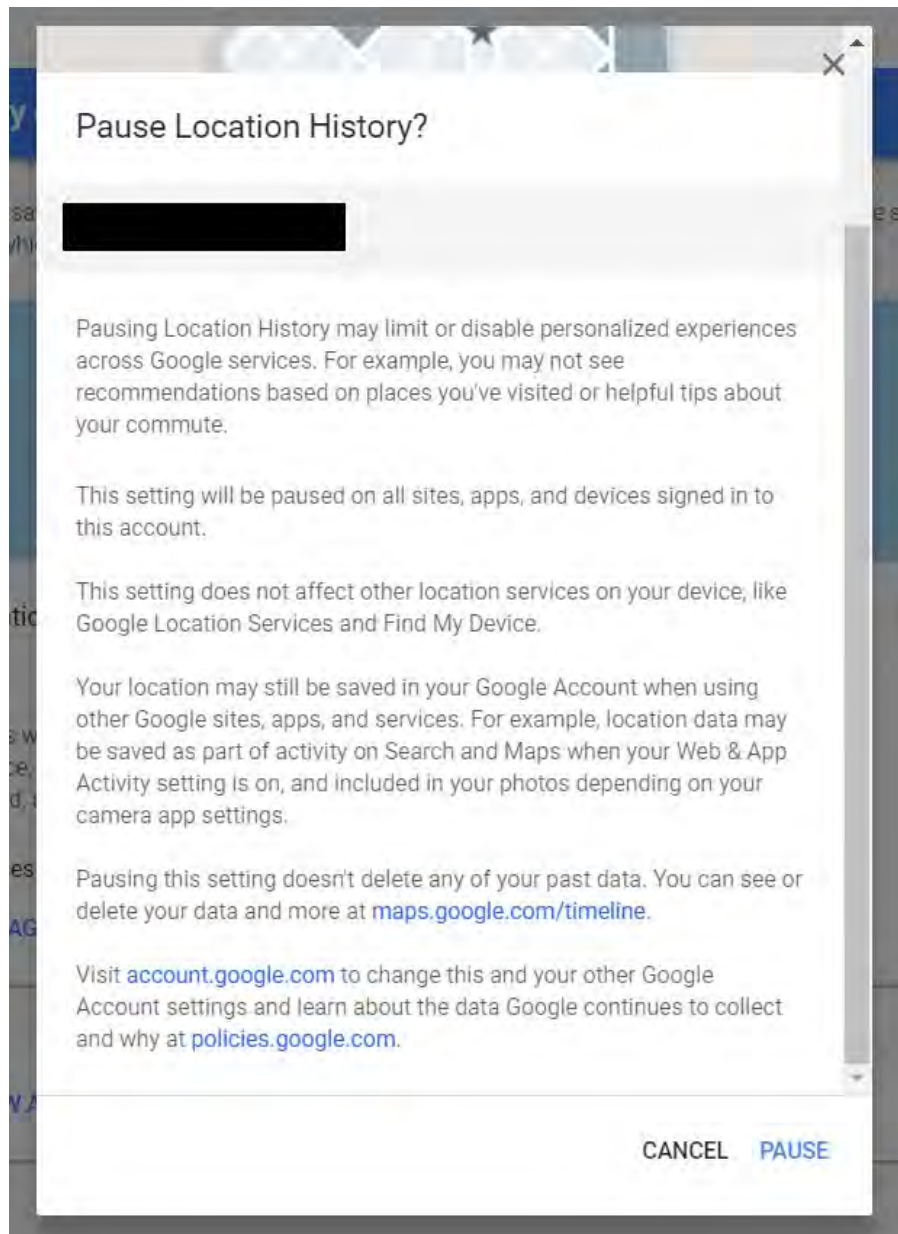 Pause Location History?
Pausing Location History may limit or disable personalized experiences
across Google services. For example, you may not see
recommendations based on places you've visited or helpful tips about
your commute.
This setting will be paused on all sites, apps, and devices signed in to
this account.
This setting does not affect other location services on your device, like
Google Location Services and Find My Device.
Your location may still be saved in your Google Account when using
other Google sites, apps, and services. For example, location data may
be saved as part of activity on Search and Maps when your Web & App
Activity setting is on, and included in your photos depending on your
camera app settings.
Pausing this setting doesn't delete any of your past data. You can see or
delete your data and more at maps.google.com/timeline.
Visit account.google.com to change this and your other Google
Account settings and learn about the data Google continues to collect
and why at policies.google.com.
CANCEL PAUSE